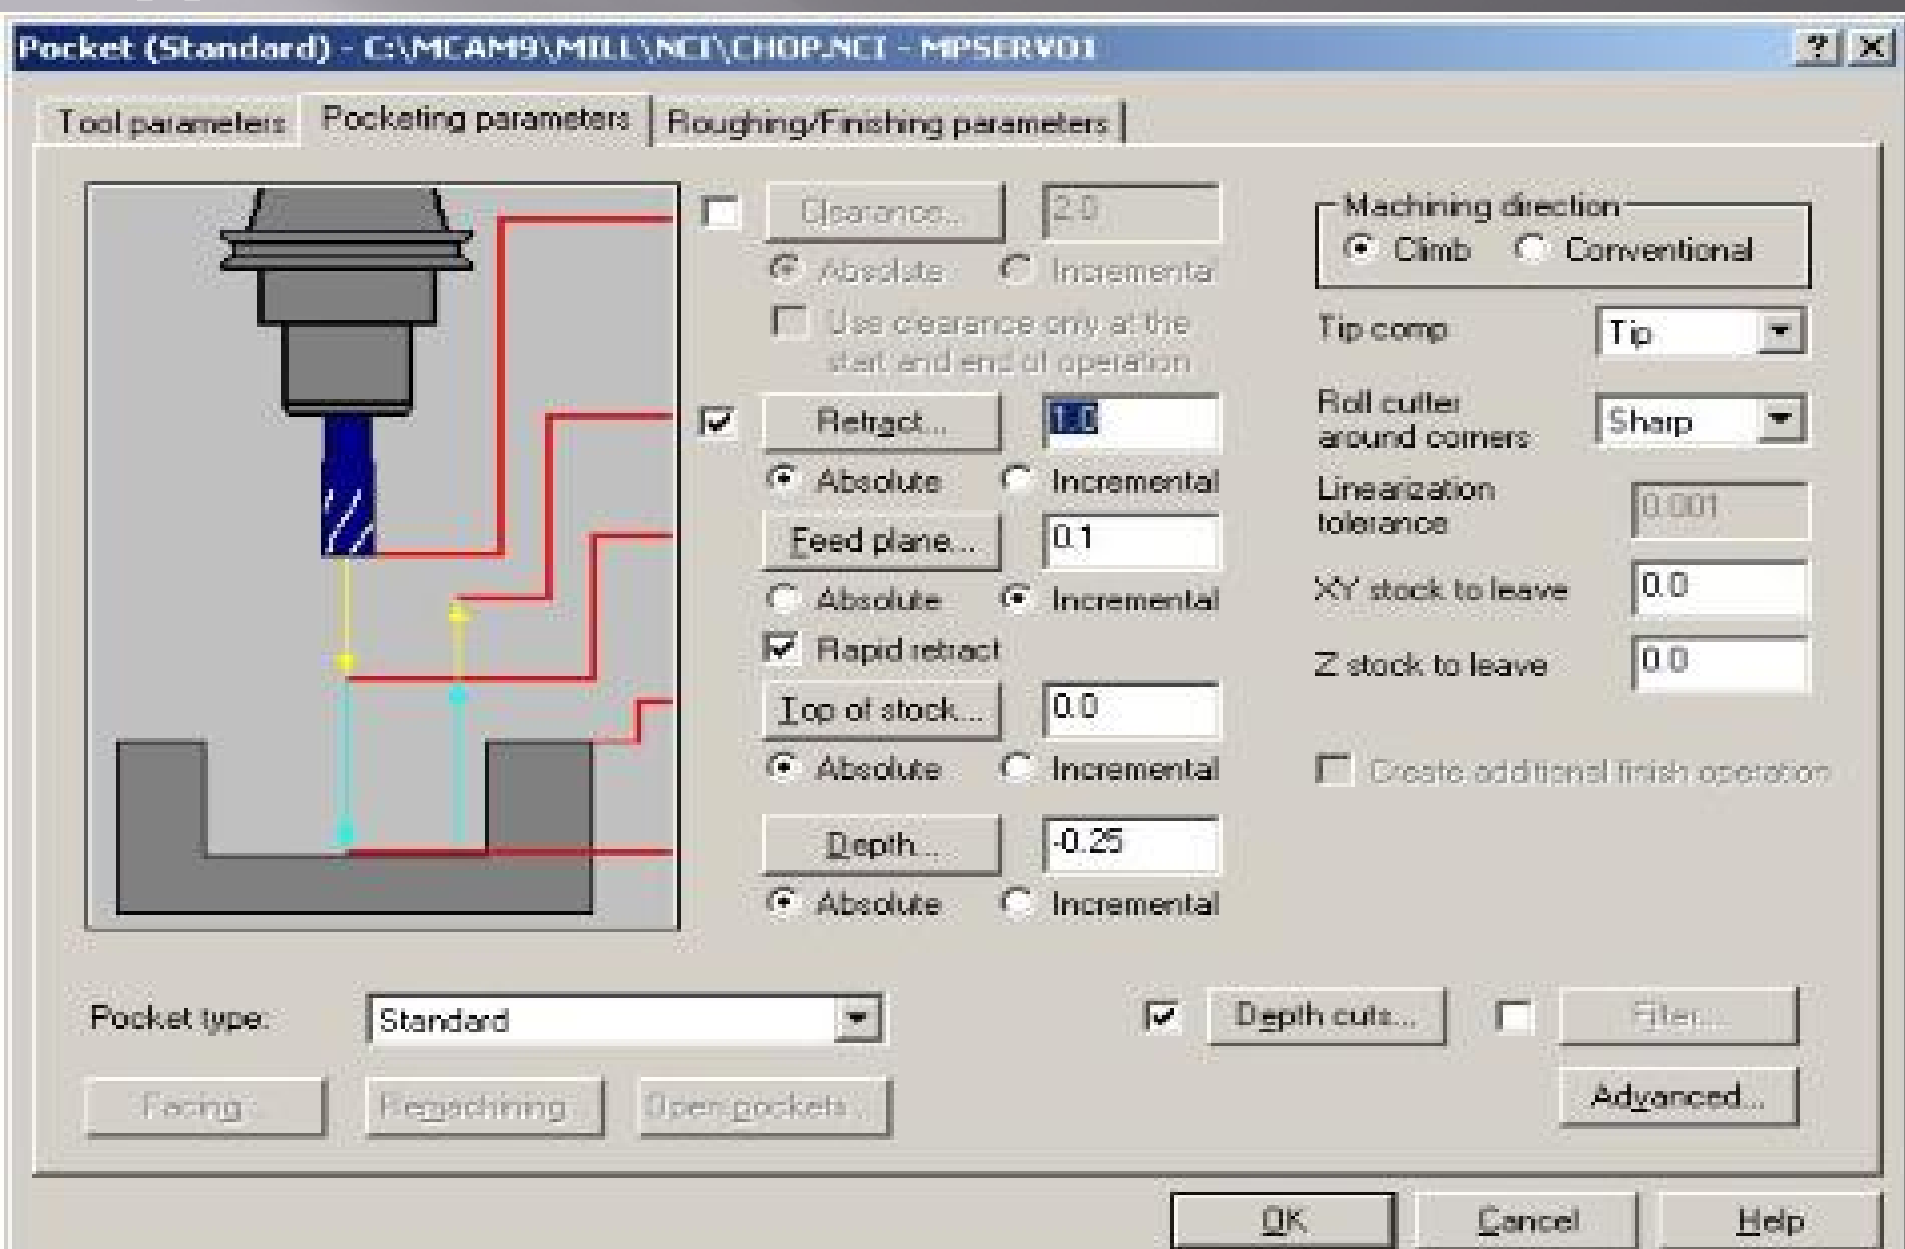 Pocket (Standard) - C:\MCAM9\MILL\NCI\CHOP.NCI - MPSERVO1
Tool parameters Pocketing parameters Roughing/Finishing parameters
Clearance... 2.0
Absolute Incremental
Use clearance only at the
start and end of operation
Retract... 1.0
Absolute Incremental
Feed plane... 0.1
Absolute Incremental
Rapid retract
Top of stock... 0.0
Absolute Incremental
Depth... -0.25
Absolute Incremental
Machining direction
Climb Conventional
Tip comp Tip
Roll cutter
around corners Sharp
Linearization
tolerance 0.001
XY stock to leave 0.0
Z stock to leave 0.0
Create additional finish operation
Pocket type: Standard
Depth cuts... Filter...
Facing... Remachining... Open pockets...
Advanced...
OK Cancel Help